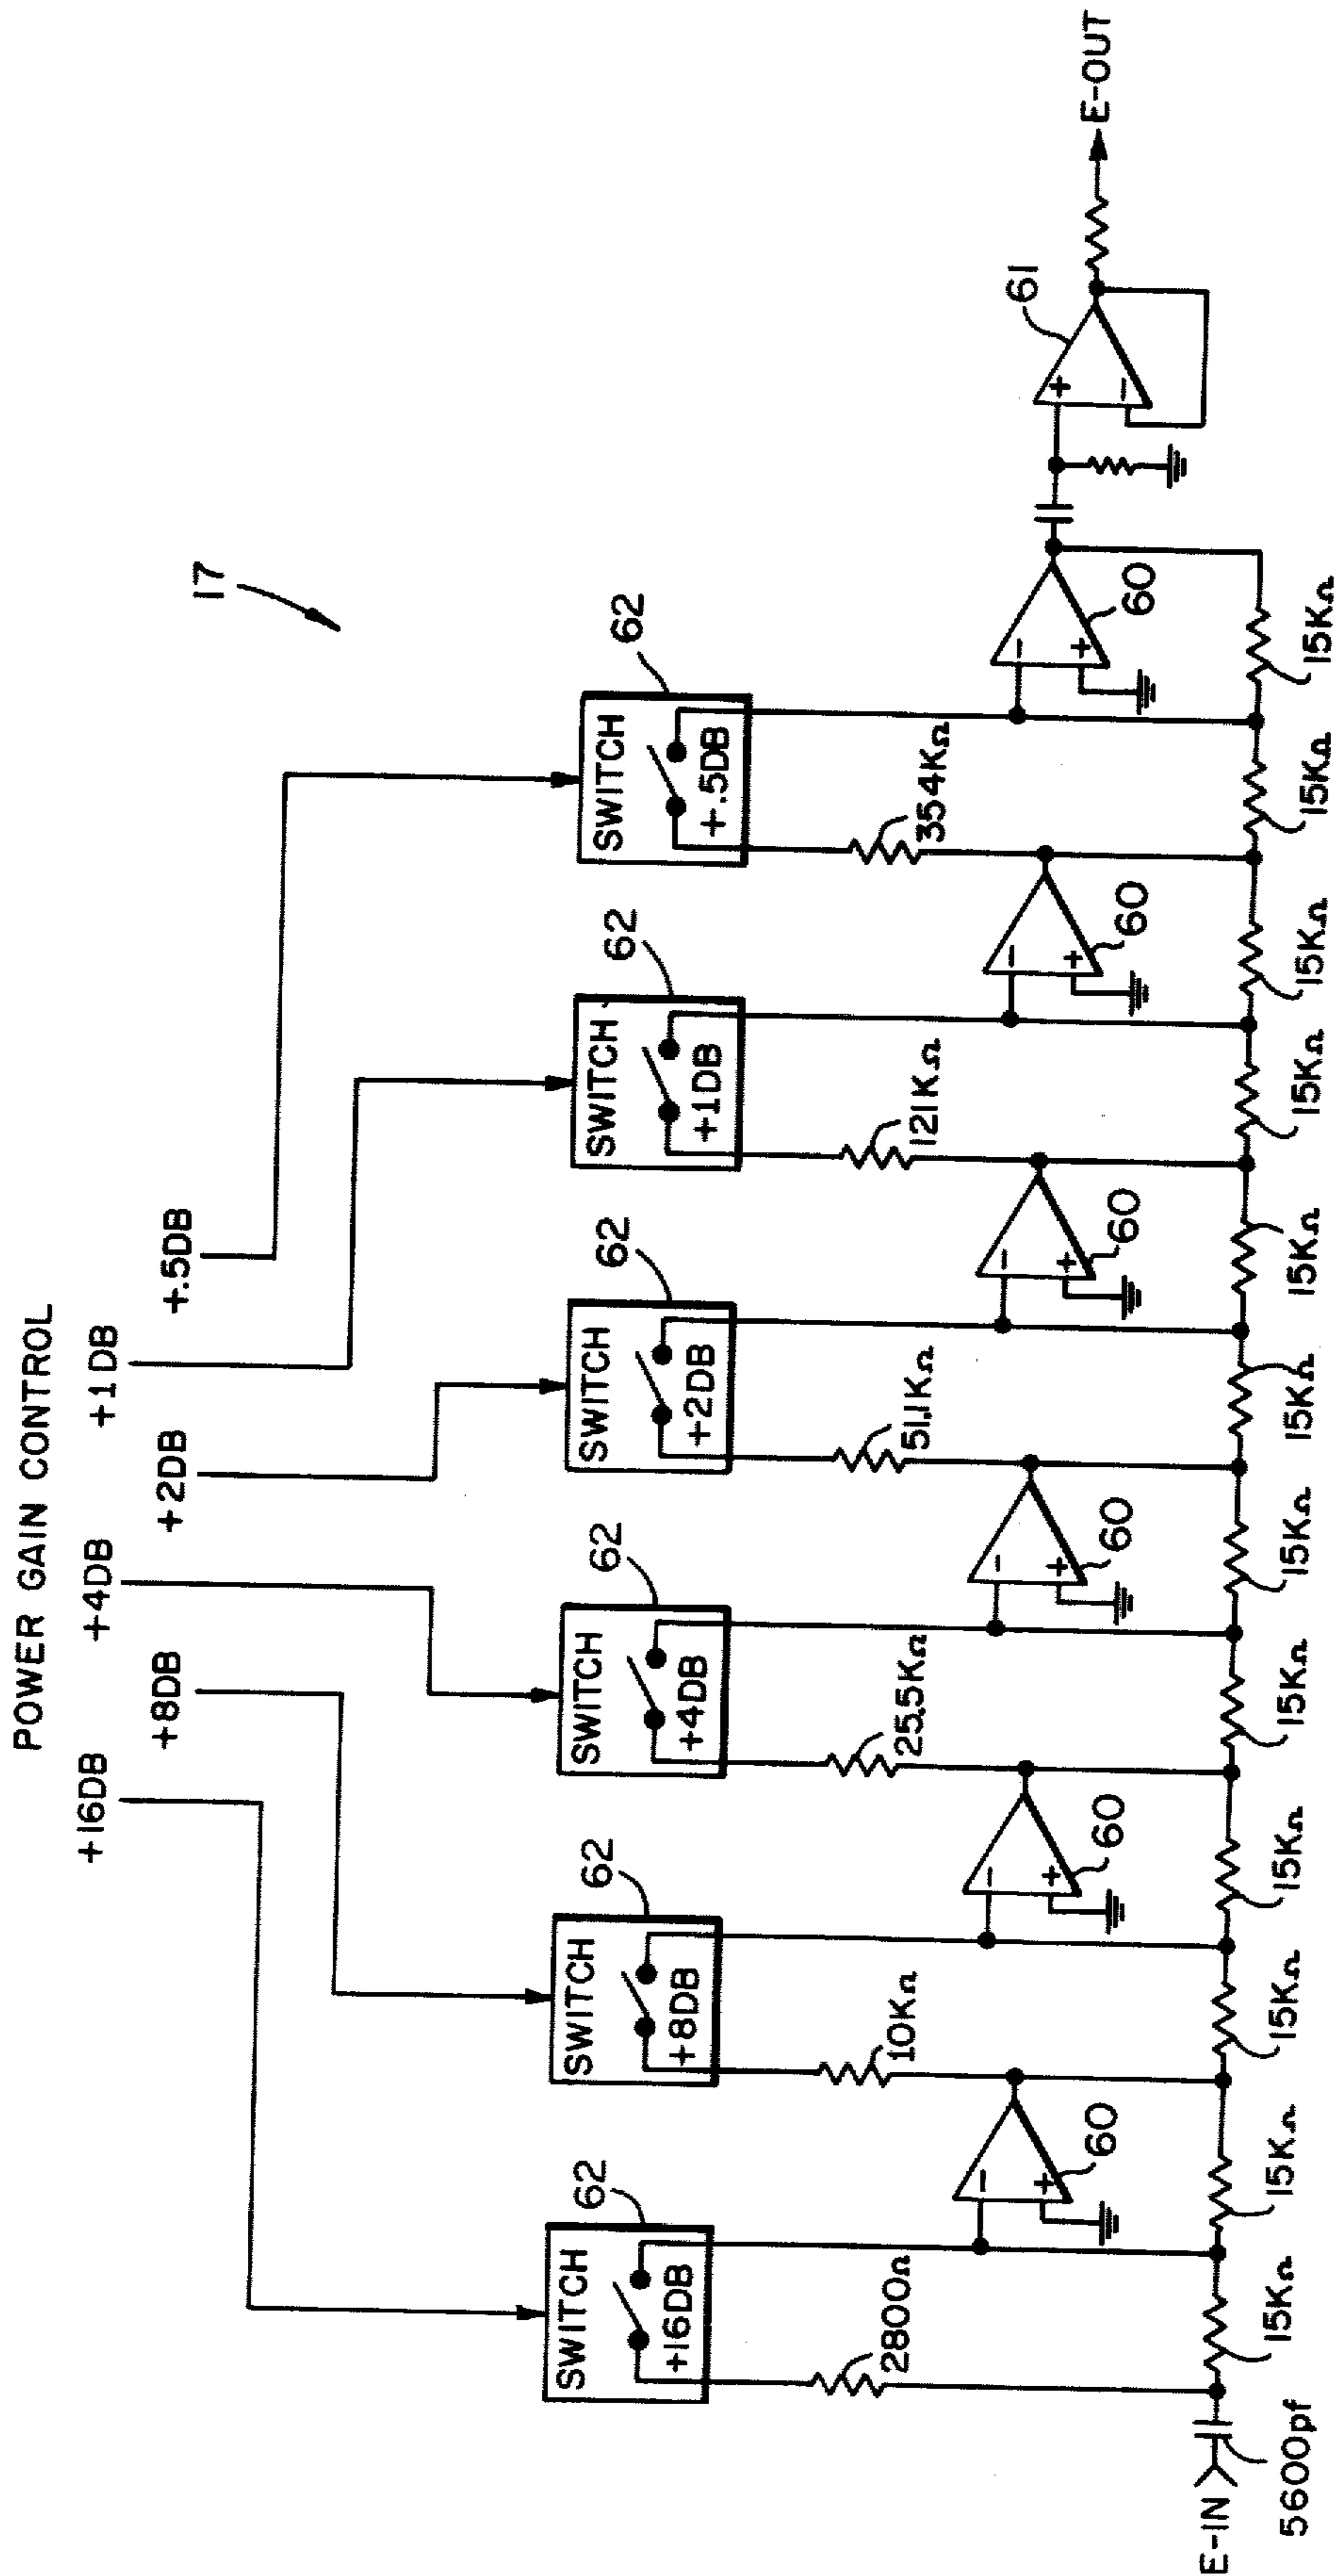 POWER GAIN CONTROL
+16DB
+8DB
+4DB
+2DB
+1DB
+.5DB
17
62
62
62
62
62
62
SWITCH
+16DB
SWITCH
+8DB
SWITCH
+4DB
SWITCH
+2DB
SWITCH
+1DB
SWITCH
+.5DB
2800Ω
10KΩ
25.5KΩ
51.1KΩ
121KΩ
354KΩ
-
+
60
-
+
60
-
+
60
-
+
60
-
+
60
-
+
60
+
-
61
E-OUT
E-IN
5600pf
15KΩ
15KΩ
15KΩ
15KΩ
15KΩ
15KΩ
15KΩ
15KΩ
15KΩ
15KΩ
15KΩ
15KΩ